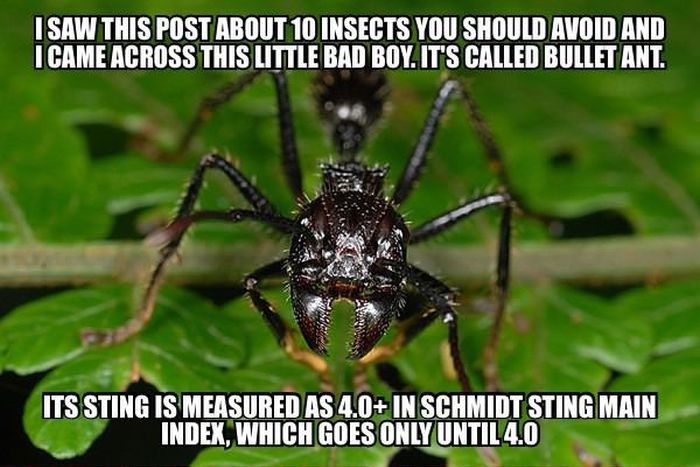 I SAW THIS POST ABOUT 10 INSECTS YOU SHOULD AVOID AND
I CAME ACROSS THIS LITTLE BAD BOY. IT'S CALLED BULLET ANT.
ITS STING IS MEASURED AS 4.0+ IN SCHMIDT STING MAIN
INDEX, WHICH GOES ONLY UNTIL 4.0